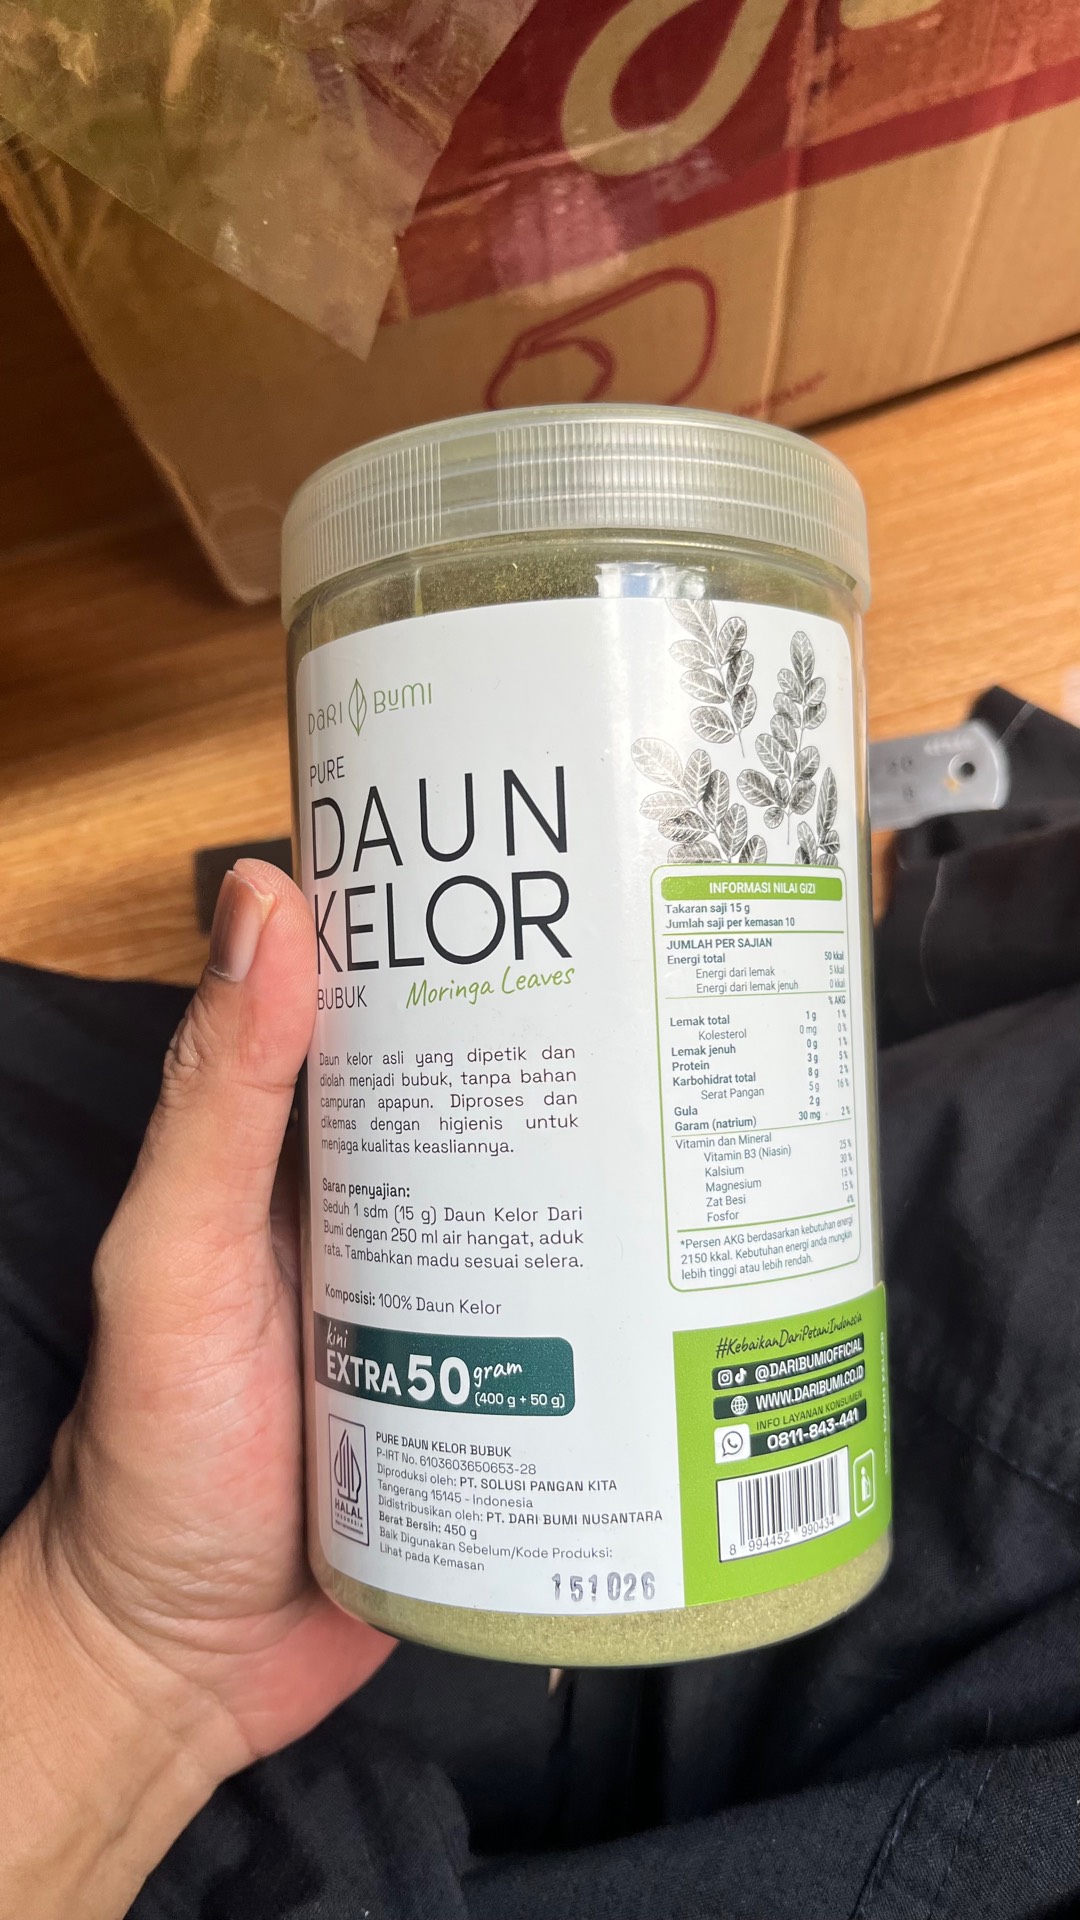 DARI BUMI
PURE
DAUN
KELOR
BUBUK Moringa Leaves
Daun kelor asli yang dipetik dan
diolah menjadi bubuk, tanpa bahan
campuran apapun. Diproses dan
dikemas dengan higienis untuk
menjaga kualitas keasliannya.
Saran penyajian:
Seduh 1 sdm (15 g) Daun Kelor Dari
Bumi dengan 250 ml air hangat, aduk
rata. Tambahkan madu sesuai selera.
Komposisi: 100% Daun Kelor
kini
EXTRA 50 gram
(400 g + 50 g)
HALAL
INDONESIA
PURE DAUN KELOR BUBUK
P-IRT No. 6103603650653-28
Diproduksi oleh: PT. SOLUSI PANGAN KITA
Tangerang 15145 - Indonesia
Didistribusikan oleh: PT. DARI BUMI NUSANTARA
Berat Bersih: 450 g
Baik Digunakan Sebelum/Kode Produksi:
Lihat pada Kemasan
151026
INFORMASI NILAI GIZI
Takaran saji 15 g
Jumlah saji per kemasan 10
JUMLAH PER SAJIAN
Energi total 50 kkal
Energi dari lemak 5 kkal
Energi dari lemak jenuh 0 kkal
% AKG
Lemak total 1 g 1%
Kolesterol 0 mg 0%
Lemak jenuh 0 g 1%
Protein 3 g 5%
Karbohidrat total 8 g 2%
Serat Pangan 5 g 16%
Gula 2 g
Garam (natrium) 30 mg 2%
Vitamin dan Mineral
Vitamin B3 (Niasin) 25%
Kalsium 30%
Magnesium 15%
Zat Besi 15%
Fosfor 4%
*Persen AKG berdasarkan kebutuhan energi
2150 kkal. Kebutuhan energi anda mungkin
lebih tinggi atau lebih rendah.
#KebaikanDariPetaniIndonesia
@DARIBUMIOFFICIAL
WWW.DARIBUMI.CO.ID
INFO LAYANAN KONSUMEN
0811-843-441
8 994452 990434